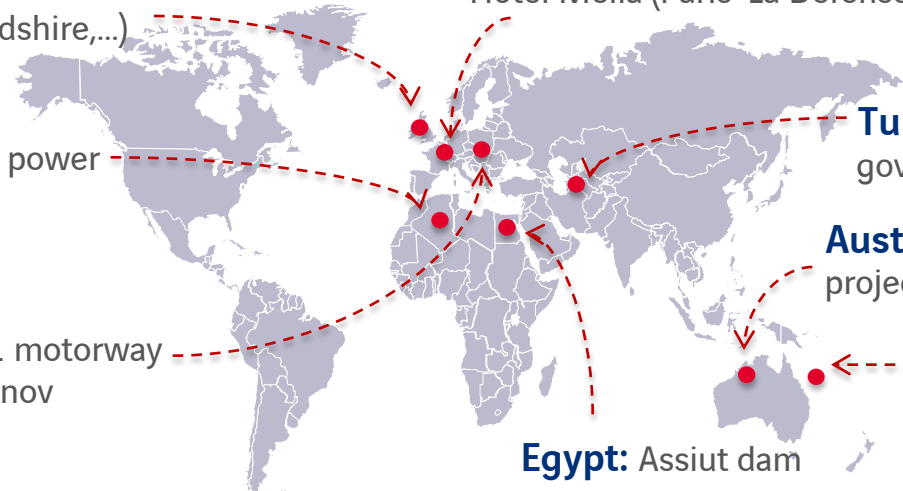 dshire,...)
power
Tu
gov
Aust
projec
. motorway
nov
Egypt: Assiut dam